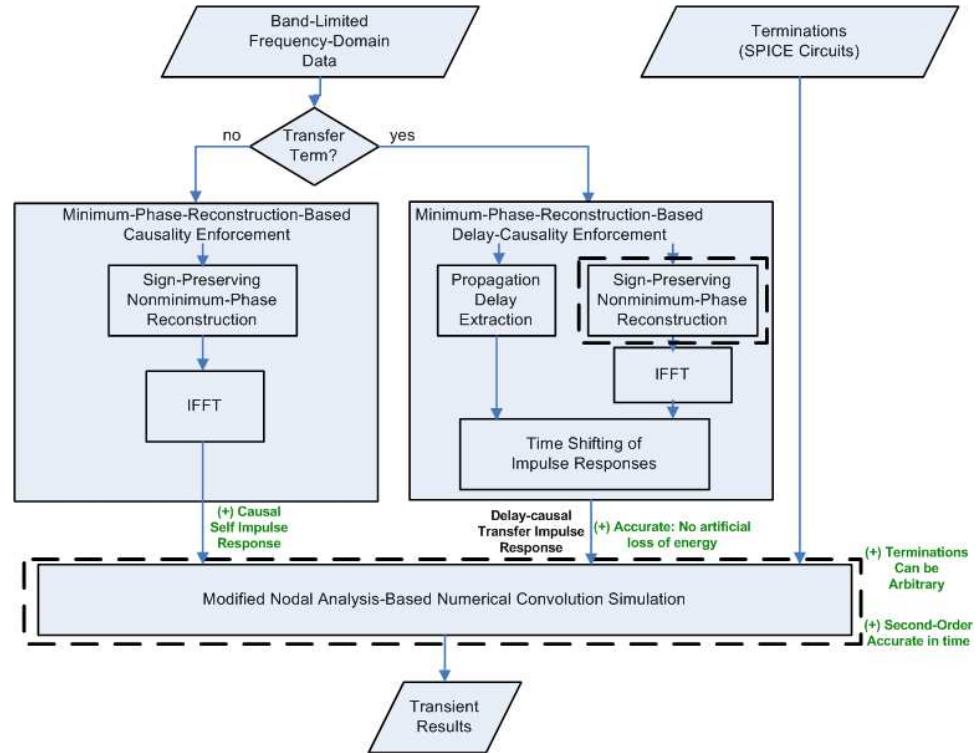 Band-Limited
Frequency-Domain
Data
Terminations
(SPICE Circuits)
no
Transfer
Term?
yes
Minimum-Phase-Reconstruction-Based
Causality Enforcement
Sign-Preserving
Nonminimum-Phase
Reconstruction
IFFT
Minimum-Phase-Reconstruction-Based
Delay-Causality Enforcement
Propagation
Delay
Extraction
Sign-Preserving
Nonminimum-Phase
Reconstruction
IFFT
Time Shifting of
Impulse Responses
(+) Causal
Self Impulse
Response
Delay-causal
Transfer Impulse
Response
(+) Accurate: No artificial
loss of energy
(+) Terminations
Can be
Arbitrary
Modified Nodal Analysis-Based Numerical Convolution Simulation
(+) Second-Order
Accurate in time
Transient
Results